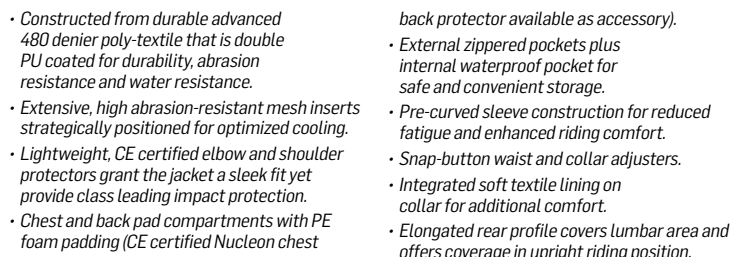 • Constructed from durable advanced
480 denier poly-textile that is double
PU coated for durability, abrasion
resistance and water resistance.
• Extensive, high abrasion-resistant mesh inserts
strategically positioned for optimized cooling.
• Lightweight, CE certified elbow and shoulder
protectors grant the jacket a sleek fit yet
provide class leading impact protection.
• Chest and back pad compartments with PE
foam padding (CE certified Nucleon chest
back protector available as accessory).
• External zippered pockets plus
internal waterproof pocket for
safe and convenient storage.
• Pre-curved sleeve construction for reduced
fatigue and enhanced riding comfort.
• Snap-button waist and collar adjusters.
• Integrated soft textile lining on
collar for additional comfort.
• Elongated rear profile covers lumbar area and
offers coverage in upright riding position.